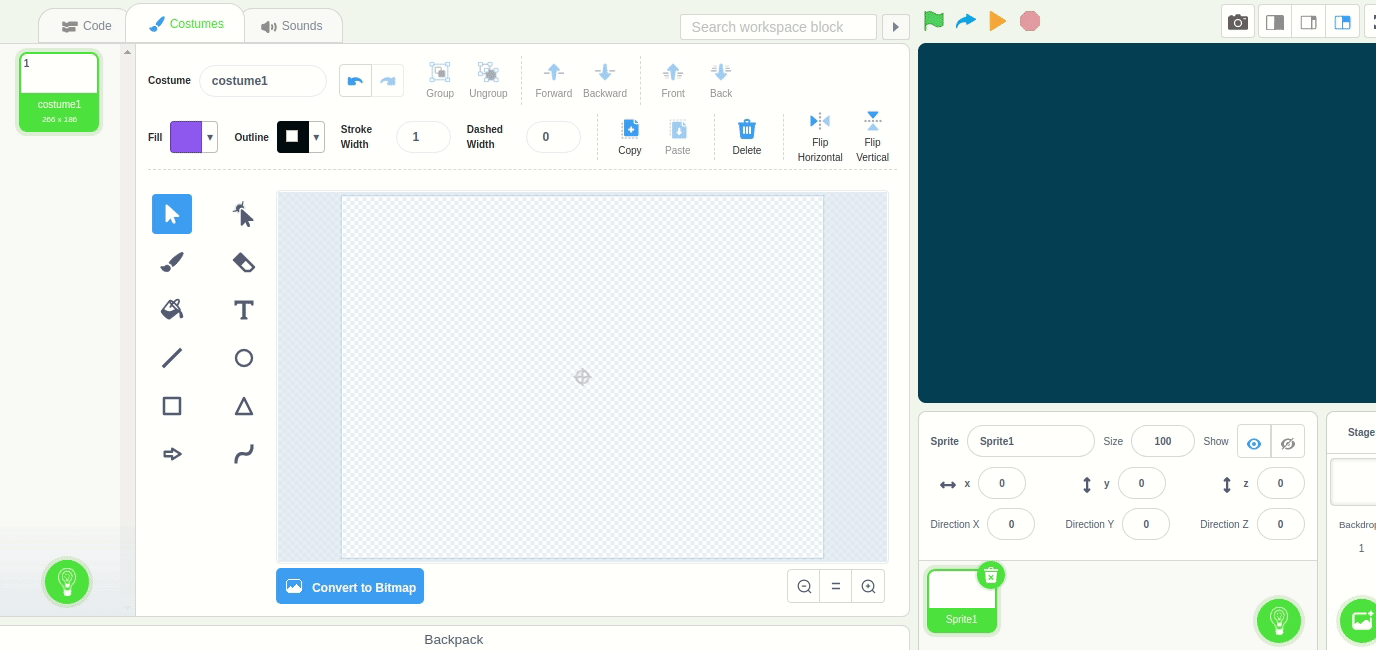 Code
Costumes
Sounds
Search workspace block
1
costume1
266 x 186
Costume
costume1
Group
Ungroup
Forward
Backward
Front
Back
Fill
Outline
Stroke
Width
1
Dashed
Width
0
Copy
Paste
Delete
Flip
Horizontal
Flip
Vertical
Convert to Bitmap
Backpack
Sprite
Sprite1
Size
100
Show
x
0
y
0
z
0
Direction X
0
Direction Y
0
Direction Z
0
Sprite1
Stage
Backdrop
1